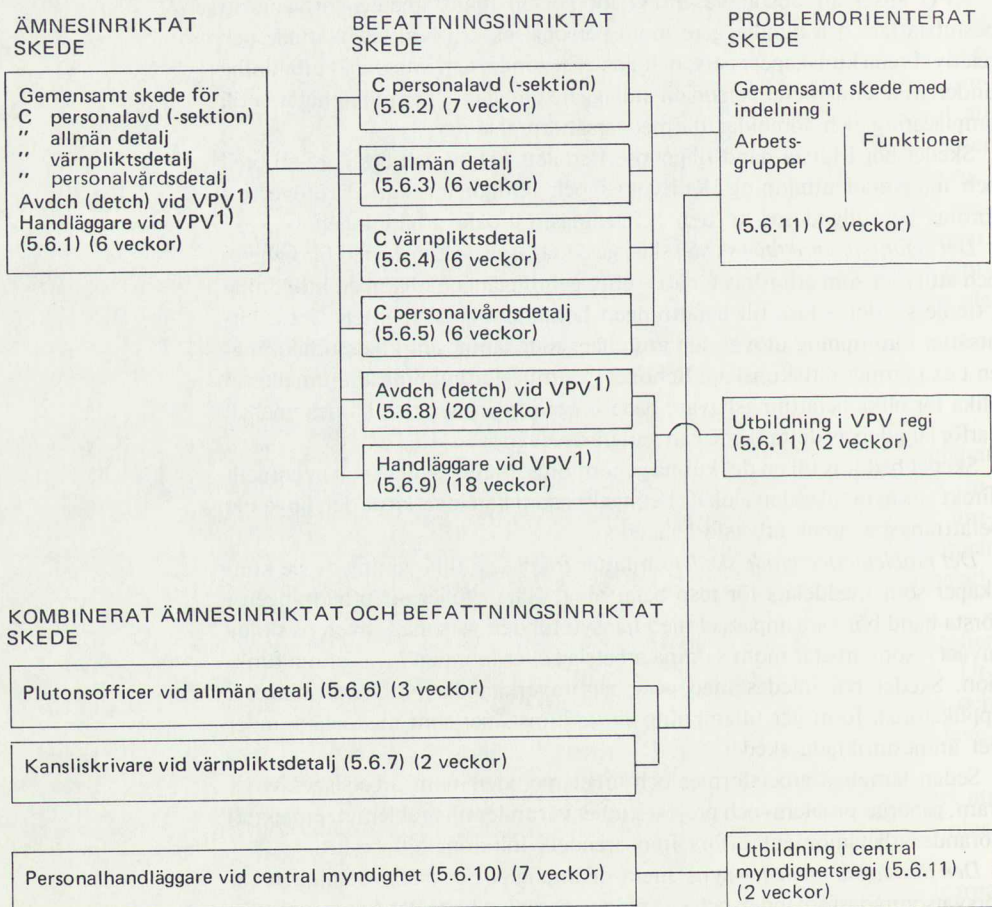 ÄMNESINRIKTAT
SKEDE
Gemensamt skede för
C personalavd (-sektion)
” allmän detalj
” värnpliktsdetalj
” personalvårdsdetalj
Avdch (detch) vid VPV1)
Handläggare vid VPV1)
(5.6.1) (6 veckor)
BEFATTNINGSINRIKTAT
SKEDE
C personalavd (-sektion)
(5.6.2) (7 veckor)
C allmän detalj
(5.6.3) (6 veckor)
C värnpliktsdetalj
(5.6.4) (6 veckor)
C personalvårdsdetalj
(5.6.5) (6 veckor)
Avdch (detch) vid VPV1)
(5.6.8) (20 veckor)
Handläggare vid VPV1)
(5.6.9) (18 veckor)
PROBLEMORIENTERAT
SKEDE
Gemensamt skede med
indelning i
Arbets- Funktioner
grupper
(5.6.11) (2 veckor)
Utbildning i VPV regi
(5.6.11) (2 veckor)
KOMBINERAT ÄMNESINRIKTAT OCH BEFATTNINGSINRIKTAT
SKEDE
Plutonsofficer vid allmän detalj (5.6.6) (3 veckor)
Kansliskrivare vid värnpliktsdetalj (5.6.7) (2 veckor)
Personalhandläggare vid central myndighet (5.6.10) (7 veckor)
Utbildning i central
myndighetsregi (5.6.11)
(2 veckor)